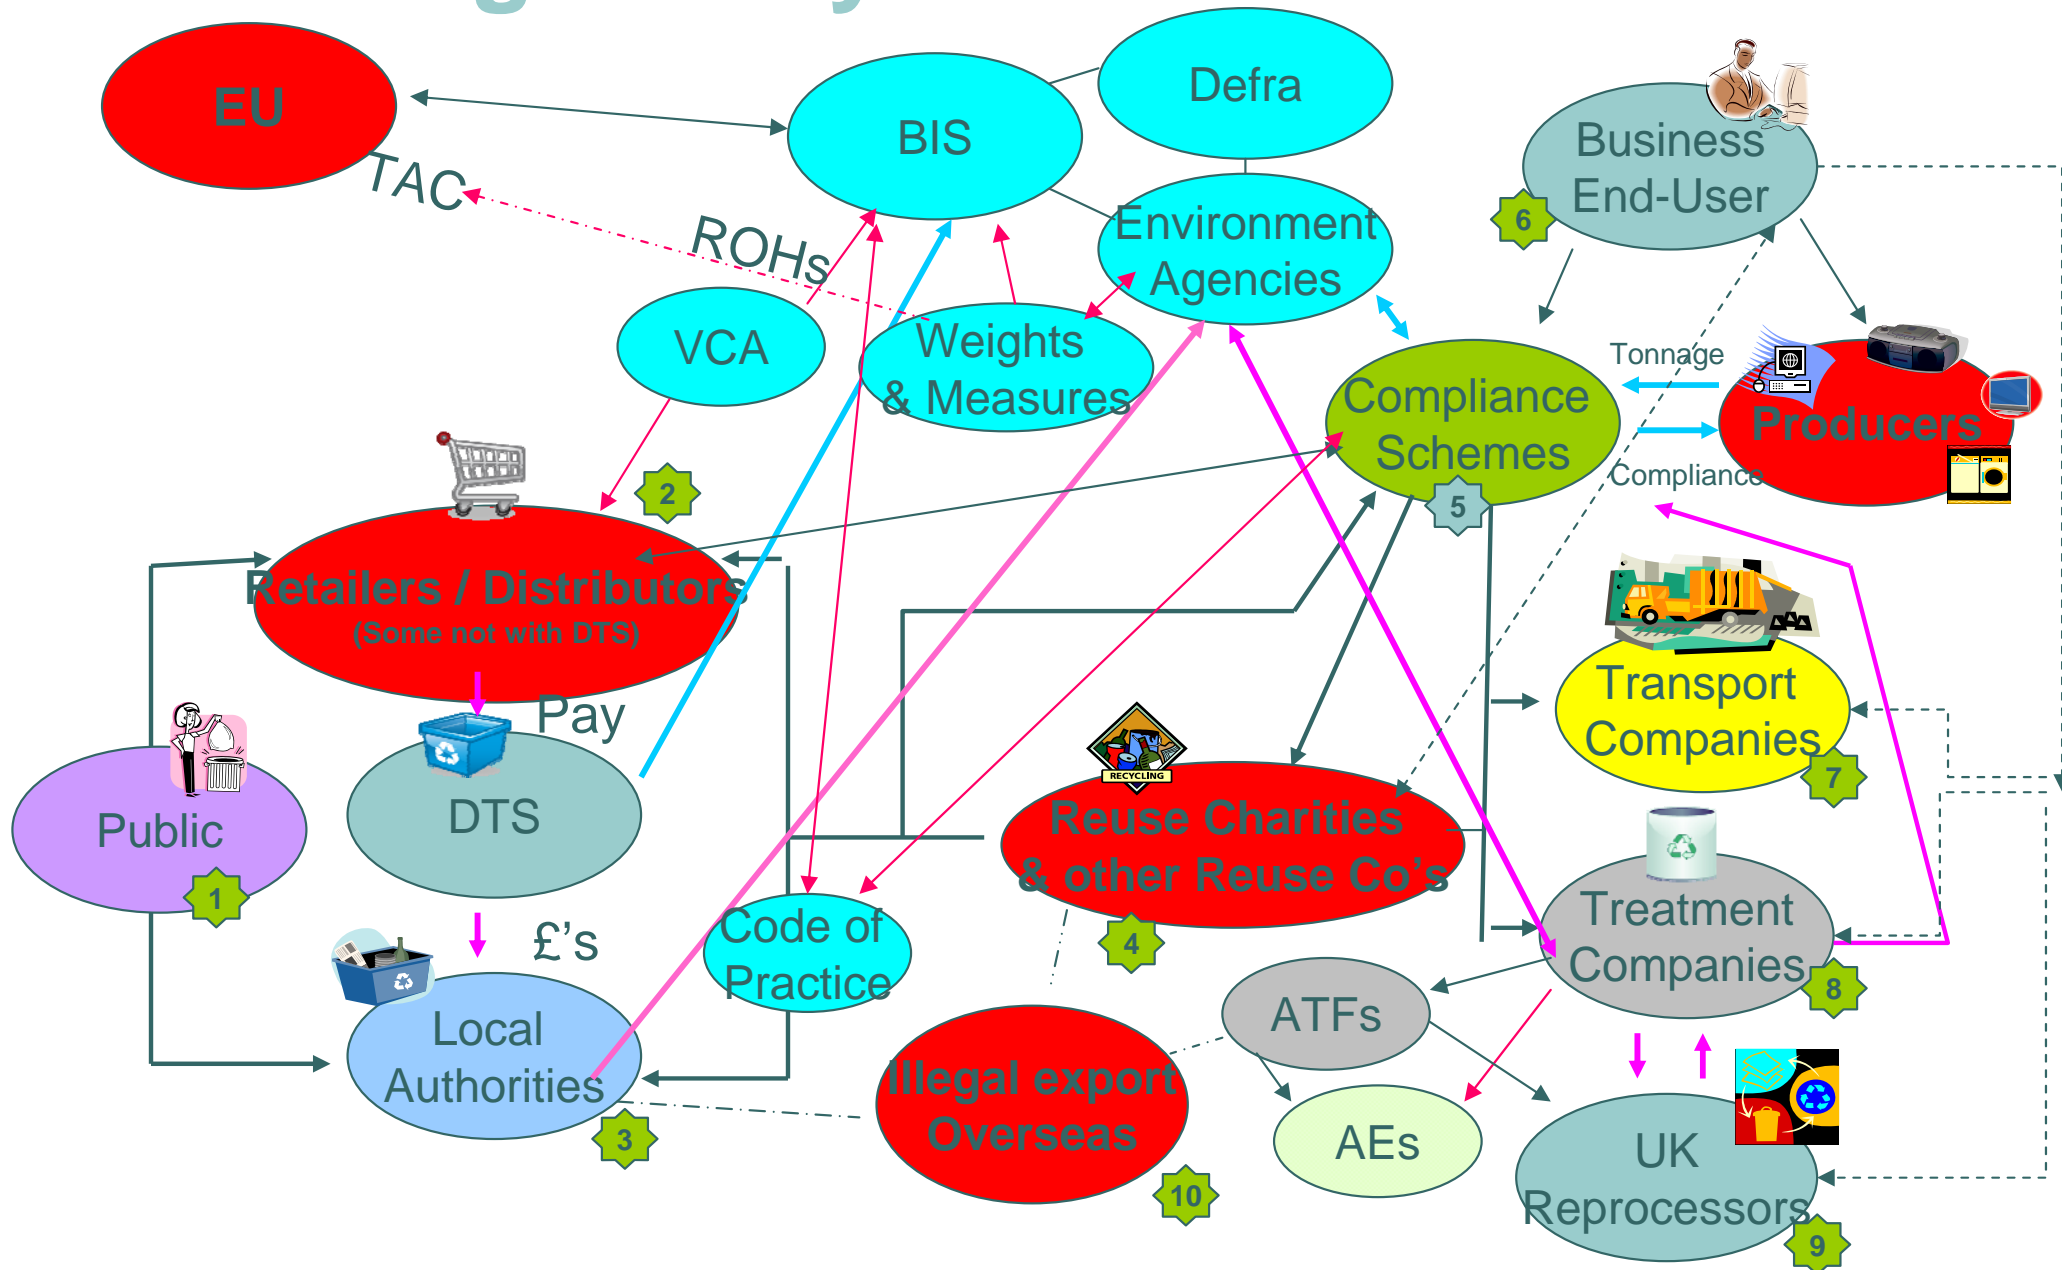 EU
TAC
ROHs
BIS
Defra
Environment
Agencies
Business
End-User
6
VCA
Weights
& Measures
Compliance
Schemes
5
Tonnage
Compliance
Producers
2
Retailers / Distributors
(Some not with DTS)
Pay
Public
1
DTS
£'s
Local
Authorities
3
Code of
Practice
RECYCLING
Reuse Charities
& other Reuse Co's
4
Transport
Companies
7
Treatment
Companies
8
ATFs
AEs
Illegal export
Overseas
10
UK
Reprocessors
9